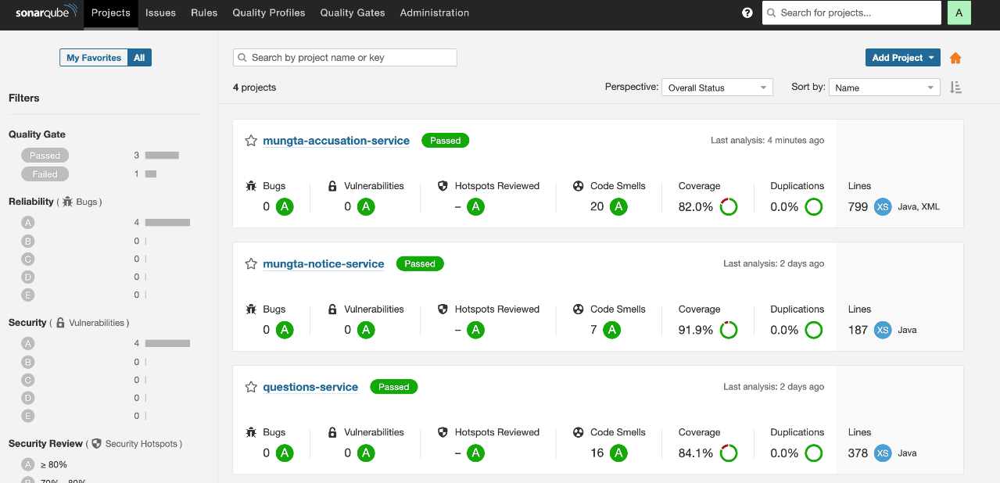 sonarqube Projects Issues Rules Quality Profiles Quality Gates Administration ? Search for projects... A
My Favorites All
Search by project name or key
Add Project
4 projects
Perspective: Overall Status
Sort by: Name
Filters
Quality Gate
Passed 3
Failed 1
Reliability ( Bugs )
A 4
B 0
C 0
D 0
E 0
Security ( Vulnerabilities )
A 4
B 0
C 0
D 0
E 0
Security Review ( Security Hotspots )
A ≥ 80%
B 70% - 80%
mungta-accusation-service Passed Last analysis: 4 minutes ago
Bugs Vulnerabilities Hotspots Reviewed Code Smells Coverage Duplications Lines
0 A 0 A – A 20 A 82.0% 0.0% 799 XS Java, XML
mungta-notice-service Passed Last analysis: 2 days ago
Bugs Vulnerabilities Hotspots Reviewed Code Smells Coverage Duplications Lines
0 A 0 A – A 7 A 91.9% 0.0% 187 XS Java
questions-service Passed Last analysis: 2 days ago
Bugs Vulnerabilities Hotspots Reviewed Code Smells Coverage Duplications Lines
0 A 0 A – A 16 A 84.1% 0.0% 378 XS Java